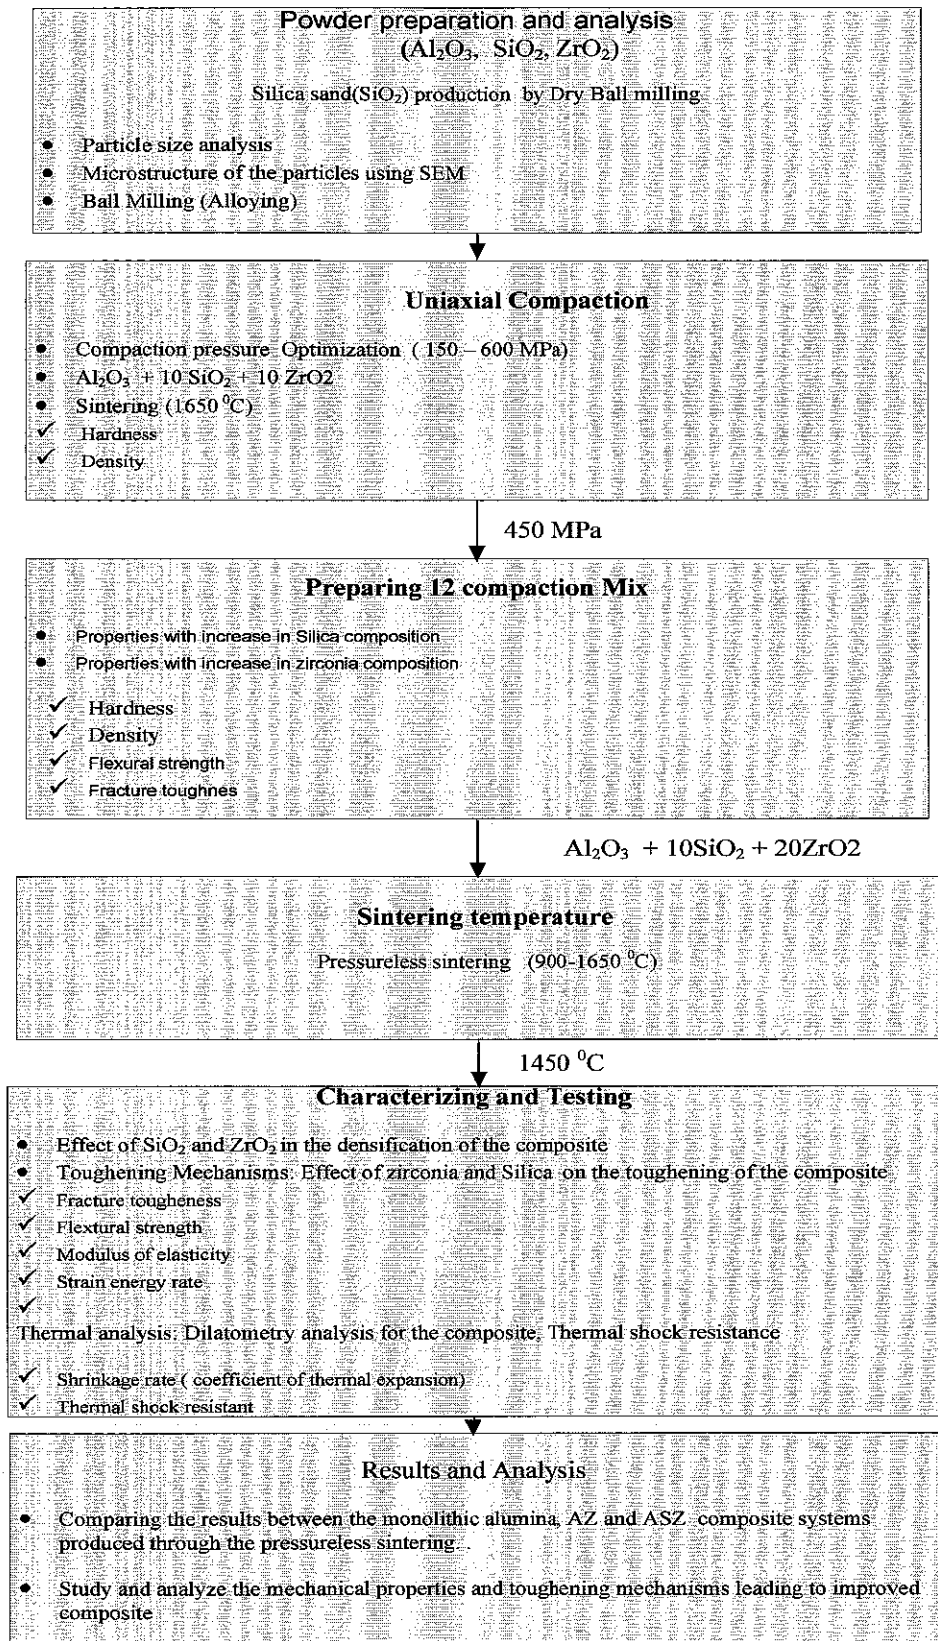 Powder preparation and analysis
(Al₂O₃, SiO₂, ZrO₂)
Silica sand(SiO₂) production by Dry Ball milling
• Particle size analysis
• Microstructure of the particles using SEM
• Ball Milling (Alloying)
Uniaxial Compaction
• Compaction pressure Optimization ( 150 – 600 MPa)
• Al₂O₃ + 10 SiO₂ + 10 ZrO2
• Sintering (1650 ⁰C)
✓ Hardness
✓ Density
450 MPa
Preparing 12 compaction Mix
• Properties with increase in Silica composition
• Properties with increase in zirconia composition
✓ Hardness
✓ Density
✓ Flexural strength
✓ Fracture toughnes
Al₂O₃ + 10SiO₂ + 20ZrO2
Sintering temperature
Pressureless sintering (900-1650 ⁰C)
1450 ⁰C
Characterizing and Testing
• Effect of SiO₂ and ZrO₂ in the densification of the composite
• Toughening Mechanisms: Effect of zirconia and Silica on the toughening of the composite
✓ Fracture tougheness
✓ Flextural strength
✓ Modulus of elasticity
✓ Strain energy rate
✓
Thermal analysis: Dilatometry analysis for the composite, Thermal shock resistance
✓ Shrinkage rate ( coefficient of thermal expansion)
✓ Thermal shock resistant
Results and Analysis
• Comparing the results between the monolithic alumina, AZ and ASZ composite systems
produced through the pressureless sintering.
• Study and analyze the mechanical properties and toughening mechanisms leading to improved
composite